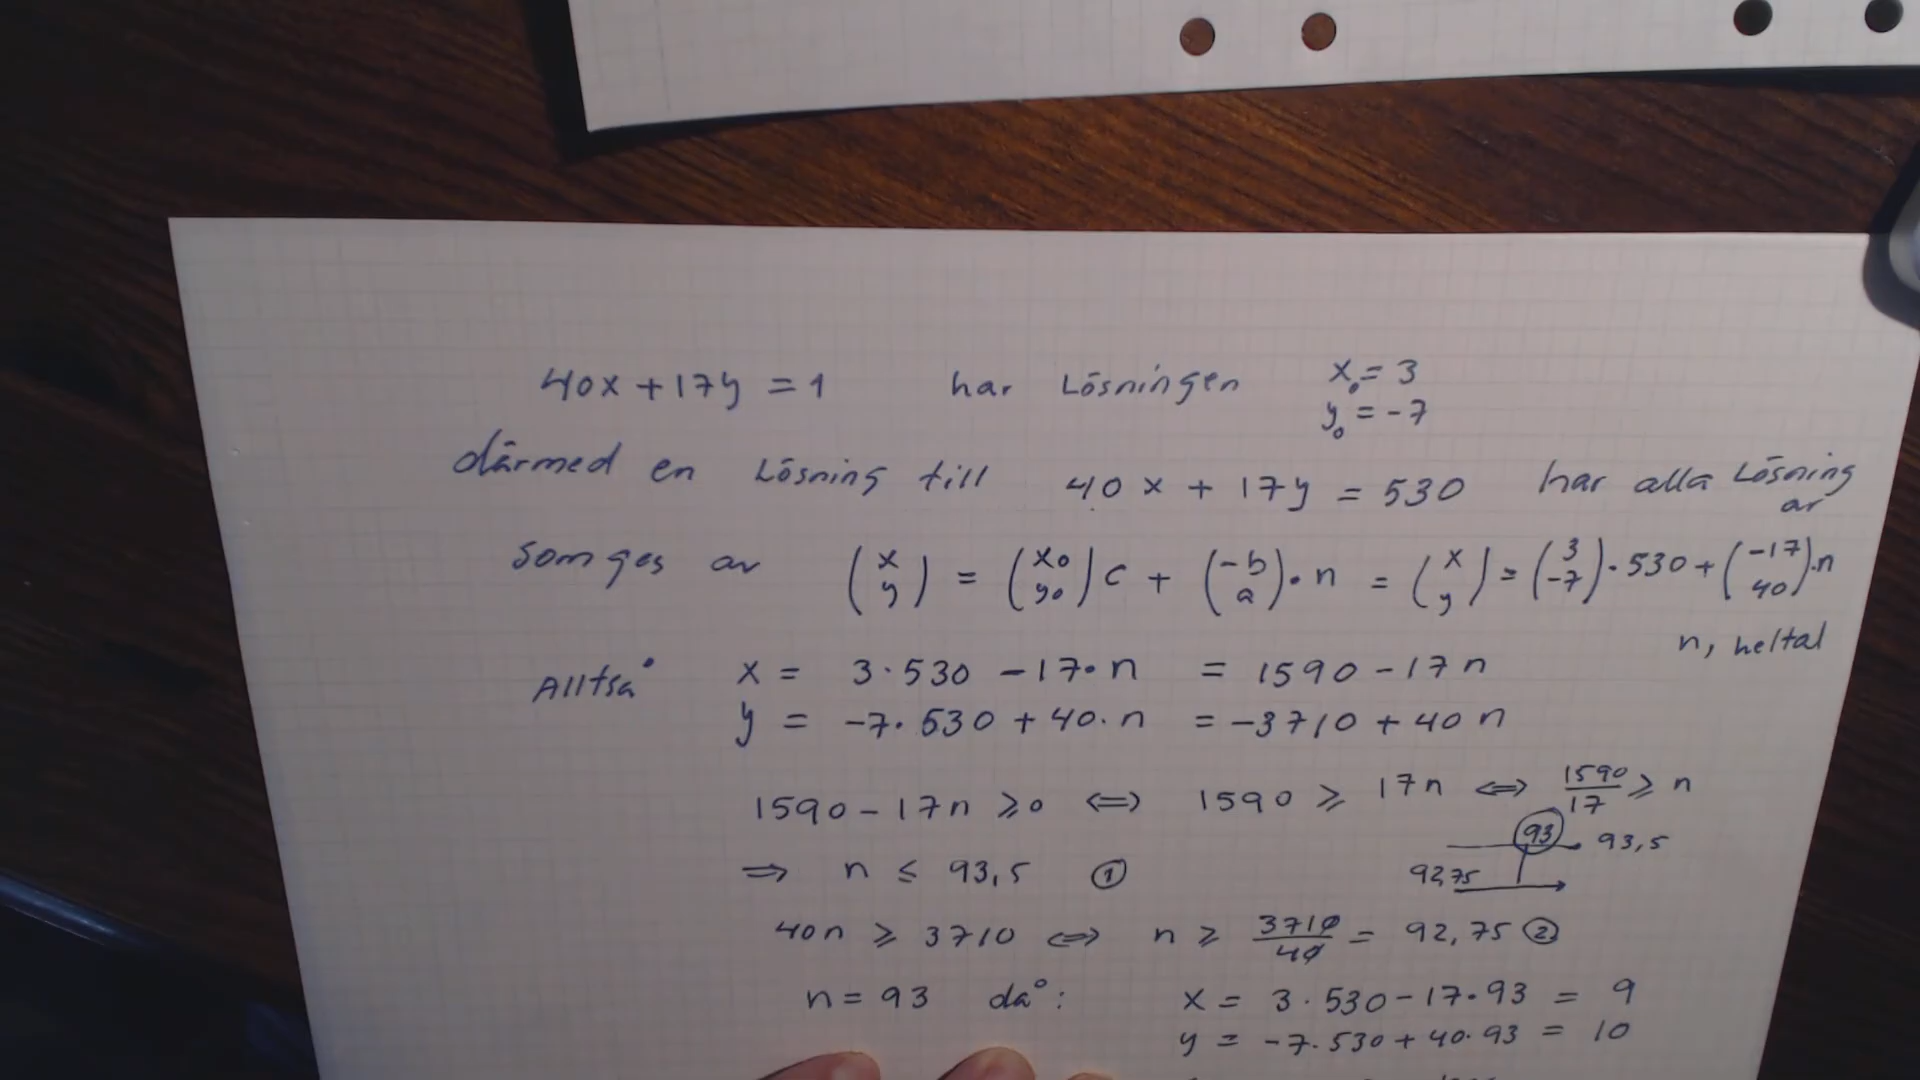 40x + 17y = 1 har Lösningen x₀ = 3
y₀ = -7
därmed en Lösning till 40x + 17y = 530 har alla Lösning
ar
som ges av (x y) = (x₀ y₀) c + (-b a) · n = (x y) = (3 -7) · 530 + (-17 40) · n
n, heltal
Alltså x = 3 · 530 - 17 · n = 1590 - 17n
y = -7 · 530 + 40 · n = -3710 + 40n
1590 - 17n ≥ 0 ⟺ 1590 ≥ 17n ⟺ 1590/17 ≥ n
93 93,5
⟹ n ≤ 93,5 ① 92,75
40n ≥ 3710 ⟺ n ≥ 3710/40 = 92,75 ②
n = 93 då: x = 3 · 530 - 17 · 93 = 9
y = -7 · 530 + 40 · 93 = 10